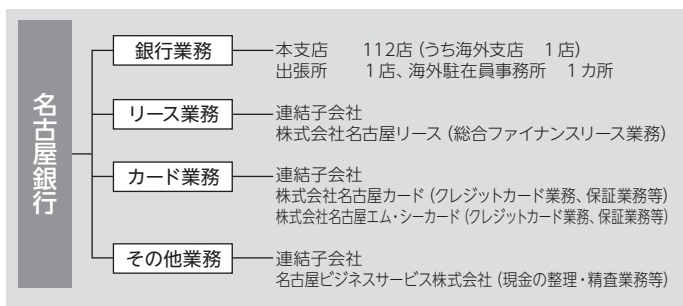 名古屋銀行
銀行業務
本支店 112店（うち海外支店 1店）
出張所 1店、海外駐在員事務所 1カ所
リース業務
連結子会社
株式会社名古屋リース（総合ファイナンスリース業務）
カード業務
連結子会社
株式会社名古屋カード（クレジットカード業務、保証業務等）
株式会社名古屋エム・シーカード（クレジットカード業務、保証業務等）
その他業務
連結子会社
名古屋ビジネスサービス株式会社（現金の整理・精査業務等）